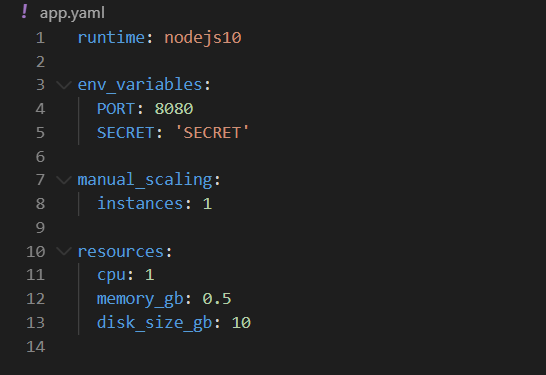 ! app.yaml
1 runtime: nodejs10
2
3 env_variables:
4 PORT: 8080
5 SECRET: 'SECRET'
6
7 manual_scaling:
8 instances: 1
9
10 resources:
11 cpu: 1
12 memory_gb: 0.5
13 disk_size_gb: 10
14